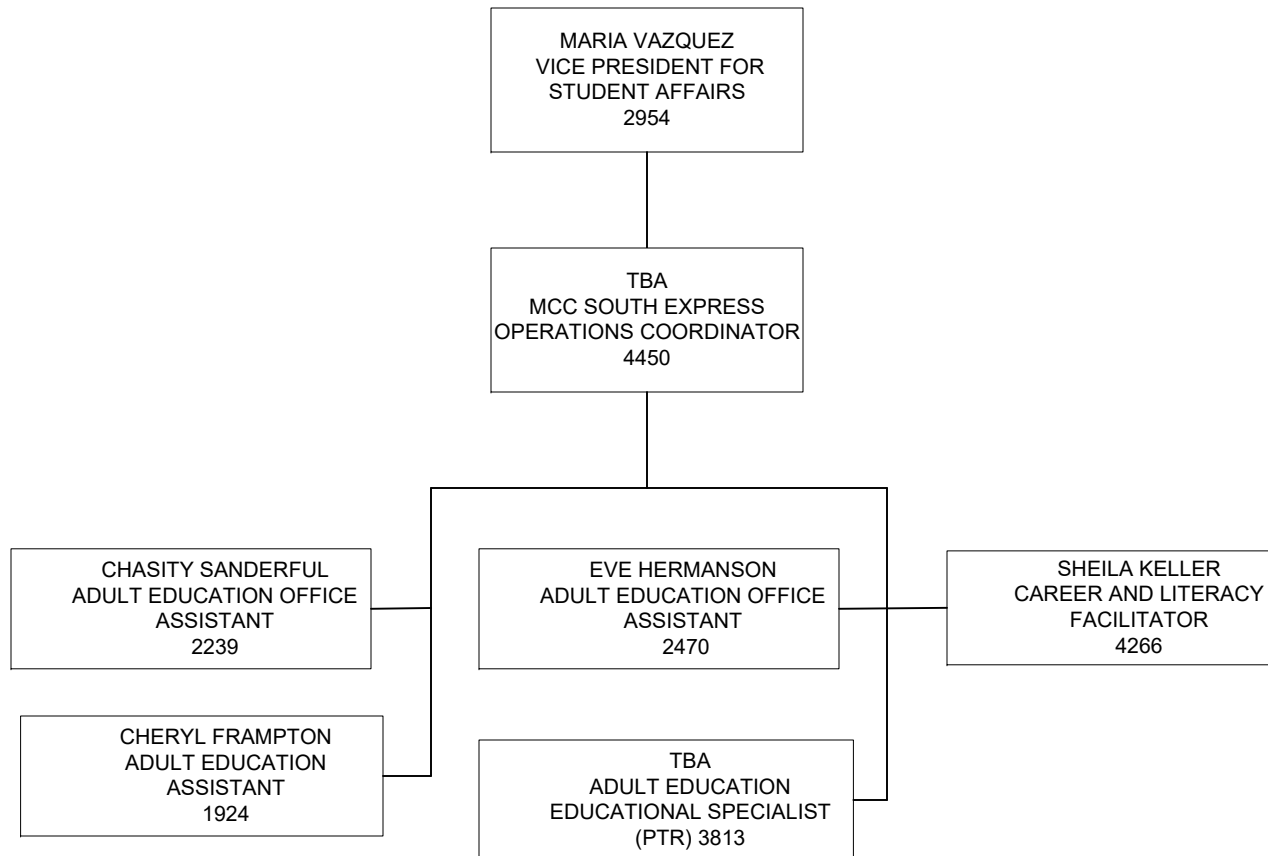 MARIA VAZQUEZ
VICE PRESIDENT FOR
STUDENT AFFAIRS
2954
TBA
MCC SOUTH EXPRESS
OPERATIONS COORDINATOR
4450
CHASITY SANDERFUL
ADULT EDUCATION OFFICE
ASSISTANT
2239
EVE HERMANSON
ADULT EDUCATION OFFICE
ASSISTANT
2470
SHEILA KELLER
CAREER AND LITERACY
FACILITATOR
4266
CHERYL FRAMPTON
ADULT EDUCATION
ASSISTANT
1924
TBA
ADULT EDUCATION
EDUCATIONAL SPECIALIST
(PTR) 3813